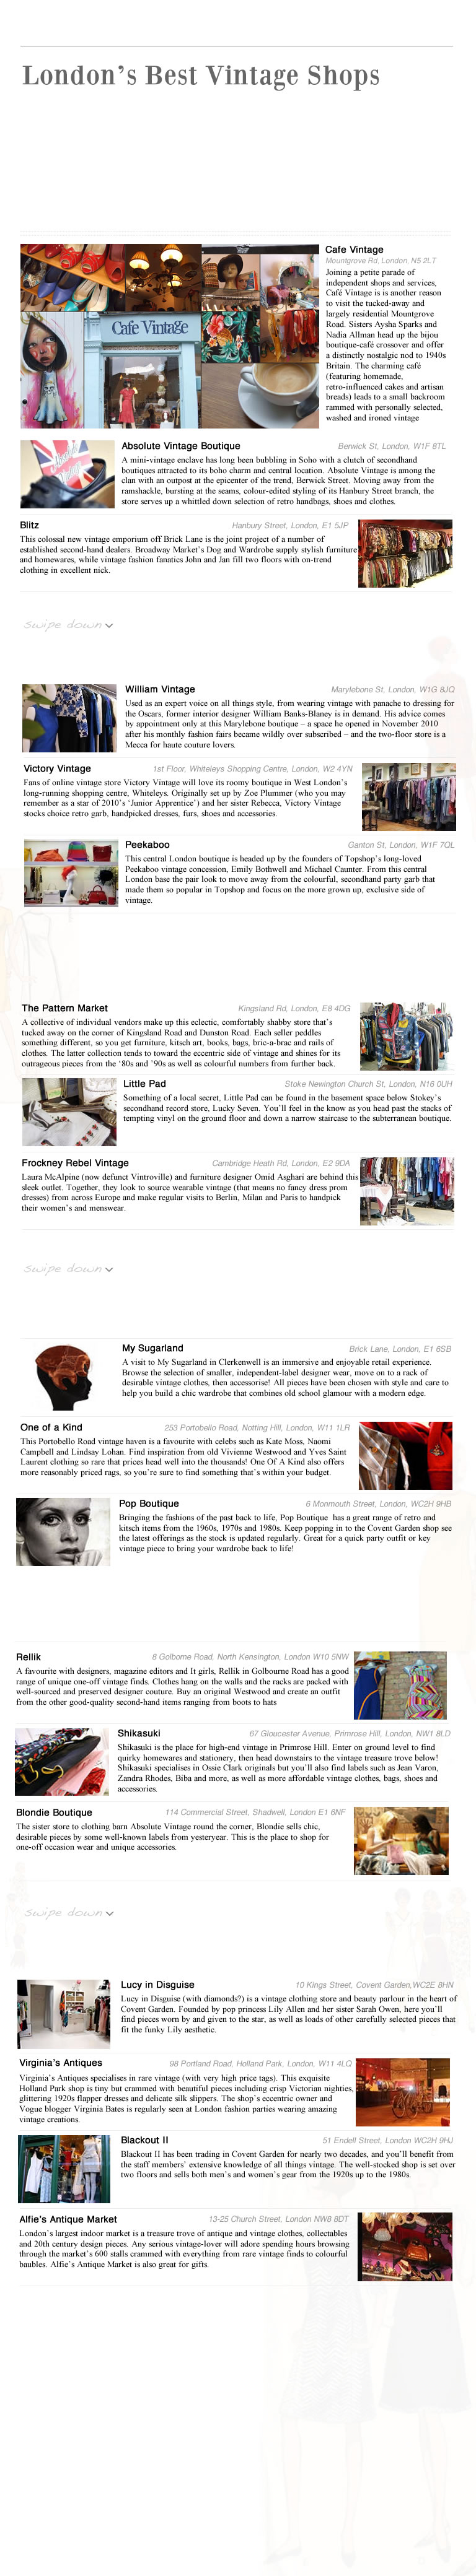 London's Best Vintage Shops
Cafe Vintage
Mountgrove Rd, London, N5 2LT
Joining a petite parade of
independent shops and services,
Café Vintage is is another reason
to visit the tucked-away and
largely residential Mountgrove
Road. Sisters Aysha Sparks and
Nadia Allman head up the bijou
boutique-café crossover and offer
a distinctly nostalgic nod to 1940s
Britain. The charming café
(featuring homemade,
retro-influenced cakes and artisan
breads) leads to a small backroom
rammed with personally selected,
washed and ironed vintage
Cafe Vintage
Absolute Vintage Boutique
Berwick St, London, W1F 8TL
A mini-vintage enclave has long been bubbling in Soho with a clutch of secondhand
boutiques attracted to its boho charm and central location. Absolute Vintage is among the
clan with an outpost at the epicenter of the trend, Berwick Street. Moving away from the
ramshackle, bursting at the seams, colour-edited styling of its Hanbury Street branch, the
store serves up a whittled down selection of retro handbags, shoes and clothes.
Blitz
Hanbury Street, London, E1 5JP
This colossal new vintage emporium off Brick Lane is the joint project of a number of
established second-hand dealers. Broadway Market's Dog and Wardrobe supply stylish furniture
and homewares, while vintage fashion fanatics John and Jan fill two floors with on-trend
clothing in excellent nick.
swipe down
William Vintage
Marylebone St, London, W1G 8JQ
Used as an expert voice on all things style, from wearing vintage with panache to dressing for
the Oscars, former interior designer William Banks-Blaney is in demand. His advice comes
by appointment only at this Marylebone boutique – a space he opened in November 2010
after his monthly fashion fairs became wildly over subscribed – and the two-floor store is a
Mecca for haute couture lovers.
Victory Vintage
1st Floor, Whiteleys Shopping Centre, London, W2 4YN
Fans of online vintage store Victory Vintage will love its roomy boutique in West London's
long-running shopping centre, Whiteleys. Originally set up by Zoe Plummer (who you may
remember as a star of 2010's 'Junior Apprentice') and her sister Rebecca, Victory Vintage
stocks choice retro garb, handpicked dresses, furs, shoes and accessories.
Peekaboo
Ganton St, London, W1F 7QL
This central London boutique is headed up by the founders of Topshop's long-loved
Peekaboo vintage concession, Emily Bothwell and Michael Caunter. From this central
London base the pair look to move away from the colourful, secondhand party garb that
made them so popular in Topshop and focus on the more grown up, exclusive side of
vintage.
The Pattern Market
Kingsland Rd, London, E8 4DG
A collective of individual vendors make up this eclectic, comfortably shabby store that's
tucked away on the corner of Kingsland Road and Dunston Road. Each seller peddles
something different, so you get furniture, kitsch art, books, bags, bric-a-brac and rails of
clothes. The latter collection tends to toward the eccentric side of vintage and shines for its
outrageous pieces from the '80s and '90s as well as colourful numbers from further back.
Little Pad
Stoke Newington Church St, London, N16 0UH
Something of a local secret, Little Pad can be found in the basement space below Stokey's
secondhand record store, Lucky Seven. You'll feel in the know as you head past the stacks of
tempting vinyl on the ground floor and down a narrow staircase to the subterranean boutique.
Frockney Rebel Vintage
Cambridge Heath Rd, London, E2 9DA
Laura McAlpine (now defunct Vintroville) and furniture designer Omid Asghari are behind this
sleek outlet. Together, they look to source wearable vintage (that means no fancy dress prom
dresses) from across Europe and make regular visits to Berlin, Milan and Paris to handpick
their women's and menswear.
swipe down
My Sugarland
Brick Lane, London, E1 6SB
A visit to My Sugarland in Clerkenwell is an immersive and enjoyable retail experience.
Browse the selection of smaller, independent-label designer wear, move on to a rack of
desirable vintage clothes, then accessorise! All pieces have been chosen with style and care to
help you build a chic wardrobe that combines old school glamour with a modern edge.
One of a Kind
253 Portobello Road, Notting Hill, London, W11 1LR
This Portobello Road vintage haven is a favourite with celebs such as Kate Moss, Naomi
Campbell and Lindsay Lohan. Find inspiration from old Vivienne Westwood and Yves Saint
Laurent clothing so rare that prices head well into the thousands! One Of A Kind also offers
more reasonably priced rags, so you're sure to find something that's within your budget.
Pop Boutique
6 Monmouth Street, London, WC2H 9HB
Bringing the fashions of the past back to life, Pop Boutique has a great range of retro and
kitsch items from the 1960s, 1970s and 1980s. Keep popping in to the Covent Garden shop see
the latest offerings as the stock is updated regularly. Great for a quick party outfit or key
vintage piece to bring your wardrobe back to life!
Rellik
8 Golborne Road, North Kensington, London W10 5NW
A favourite with designers, magazine editors and It girls, Rellik in Golbourne Road has a good
range of unique one-off vintage finds. Clothes hang on the walls and the racks are packed with
well-sourced and preserved designer couture. Buy an original Westwood and create an outfit
from the other good-quality second-hand items ranging from boots to hats
Shikasuki
67 Gloucester Avenue, Primrose Hill, London, NW1 8LD
Shikasuki is the place for high-end vintage in Primrose Hill. Enter on ground level to find
quirky homewares and stationery, then head downstairs to the vintage treasure trove below!
Shikasuki specialises in Ossie Clark originals but you'll also find labels such as Jean Varon,
Zandra Rhodes, Biba and more, as well as more affordable vintage clothes, bags, shoes and
accessories.
Blondie Boutique
114 Commercial Street, Shadwell, London E1 6NF
The sister store to clothing barn Absolute Vintage round the corner, Blondie sells chic,
desirable pieces by some well-known labels from yesteryear. This is the place to shop for
one-off occasion wear and unique accessories.
swipe down
Lucy in Disguise
10 Kings Street, Covent Garden, WC2E 8HN
Lucy in Disguise (with diamonds?) is a vintage clothing store and beauty parlour in the heart of
Covent Garden. Founded by pop princess Lily Allen and her sister Sarah Owen, here you'll
find pieces worn by and given to the star, as well as loads of other carefully selected pieces that
fit the funky Lily aesthetic.
Virginia's Antiques
98 Portland Road, Holland Park, London, W11 4LQ
Virginia's Antiques specialises in rare vintage (with very high price tags). This exquisite
Holland Park shop is tiny but crammed with beautiful pieces including crisp Victorian nighties,
glittering 1920s flapper dresses and delicate silk slippers. The shop's eccentric owner and
Vogue blogger Virginia Bates is regularly seen at London fashion parties wearing amazing
vintage creations.
Blackout II
51 Endell Street, London WC2H 9HJ
Blackout II has been trading in Covent Garden for nearly two decades, and you'll benefit from
the staff members' extensive knowledge of all things vintage. The well-stocked shop is set over
two floors and sells both men's and women's gear from the 1920s up to the 1980s.
Alfie's Antique Market
13-25 Church Street, London NW8 8DT
London's largest indoor market is a treasure trove of antique and vintage clothes, collectables
and 20th century design pieces. Any serious vintage-lover will adore spending hours browsing
through the market's 600 stalls crammed with everything from rare vintage finds to colourful
baubles. Alfie's Antique Market is also great for gifts.